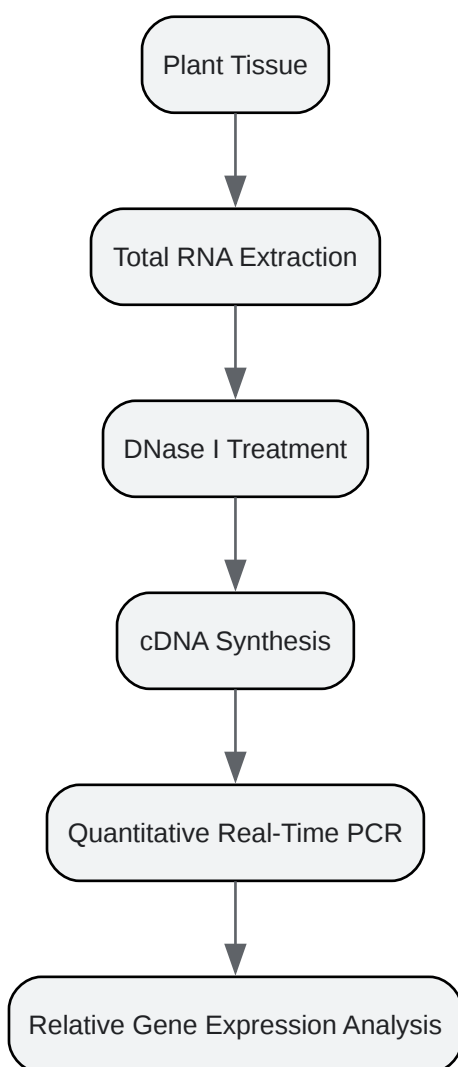 Plant Tissue
Total RNA Extraction
DNase I Treatment
cDNA Synthesis
Quantitative Real-Time PCR
Relative Gene Expression Analysis